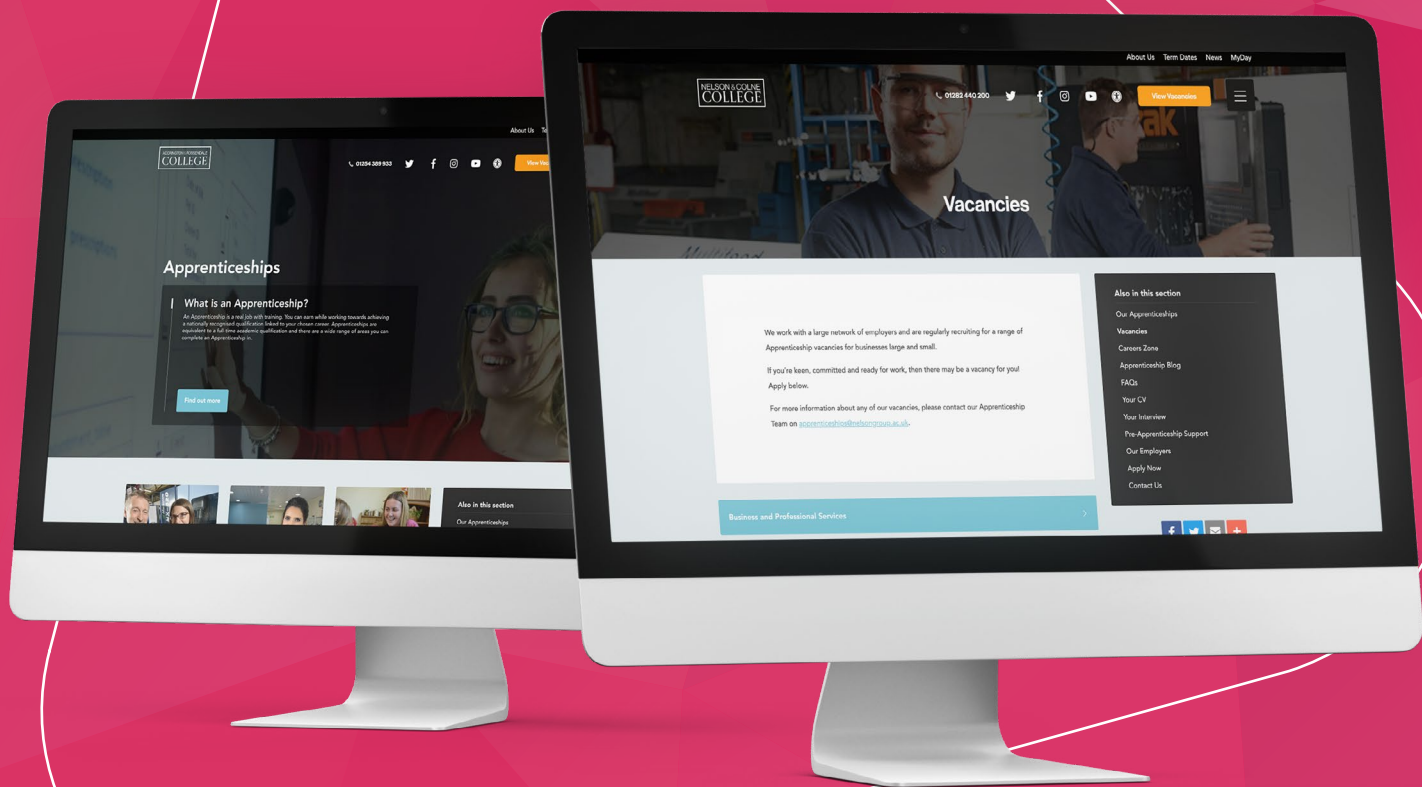 About Us
ACCRINGTON & ROSSENDALE
COLLEGE
01254 389 933
Apprenticeships
What is an Apprenticeship?
An Apprenticeship is a real job with training. You can earn while working towards achieving
a nationally recognised qualification linked to your chosen career. Apprenticeships are
equivalent to a full time academic qualification and there are a wide range of areas you can
complete an Apprenticeship in.
Find out more
Also in this section
Our Apprenticeships
About Us Term Dates News MyDay
NELSON & COLNE
COLLEGE
01282 440 200
View Vacancies
Vacancies
We work with a large network of employers and are regularly recruiting for a range of
Apprenticeship vacancies for businesses large and small.
If you're keen, committed and ready for work, then there may be a vacancy for you!
Apply below.
For more information about any of our vacancies, please contact our Apprenticeship
Team on apprenticeships@nelsongroup.ac.uk.
Business and Professional Services
Also in this section
Our Apprenticeships
Vacancies
Careers Zone
Apprenticeship Blog
FAQs
Your CV
Your Interview
Pre-Apprenticeship Support
Our Employers
Apply Now
Contact Us